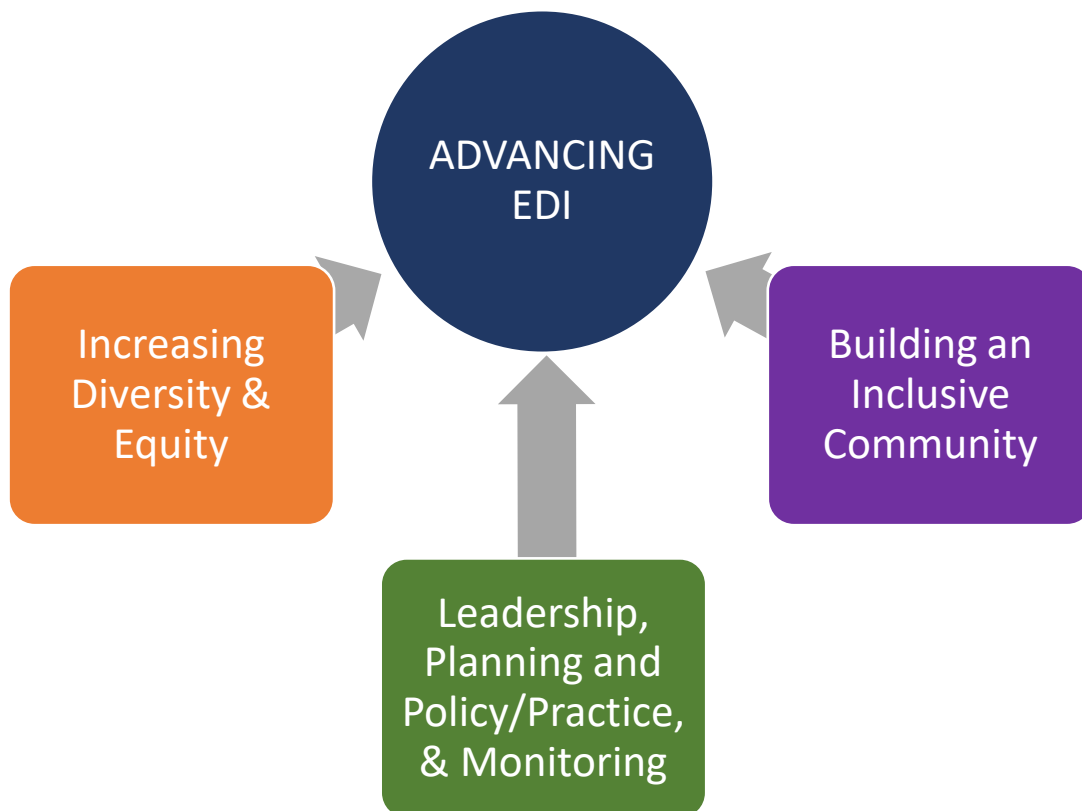 ADVANCING
EDI
Increasing
Diversity &
Equity
Building an
Inclusive
Community
Leadership,
Planning and
Policy/Practice,
& Monitoring